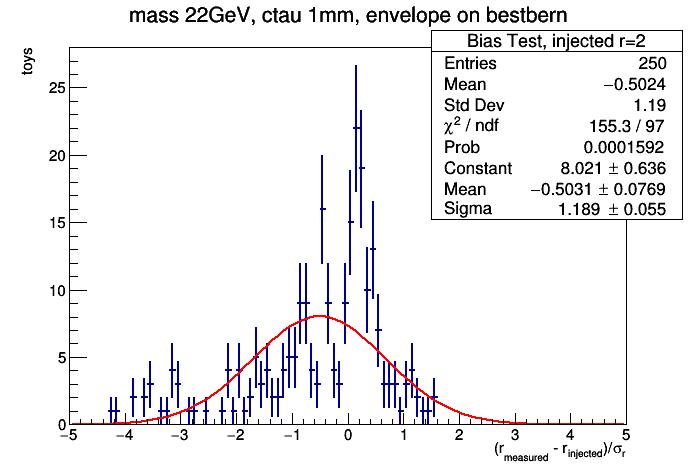 mass 22GeV, ctau 1mm, envelope on bestbern
Bias Test, injected r=2
Entries 250
Mean −0.5024
Std Dev 1.19
χ² / ndf 155.3 / 97
Prob 0.0001592
Constant 8.021 ± 0.636
Mean −0.5031 ± 0.0769
Sigma 1.189 ± 0.055
toys
25
20
15
10
5
0
−5 −4 −3 −2 −1 0 1 2 3 4 5
(r_measured - r_injected)/σ_r